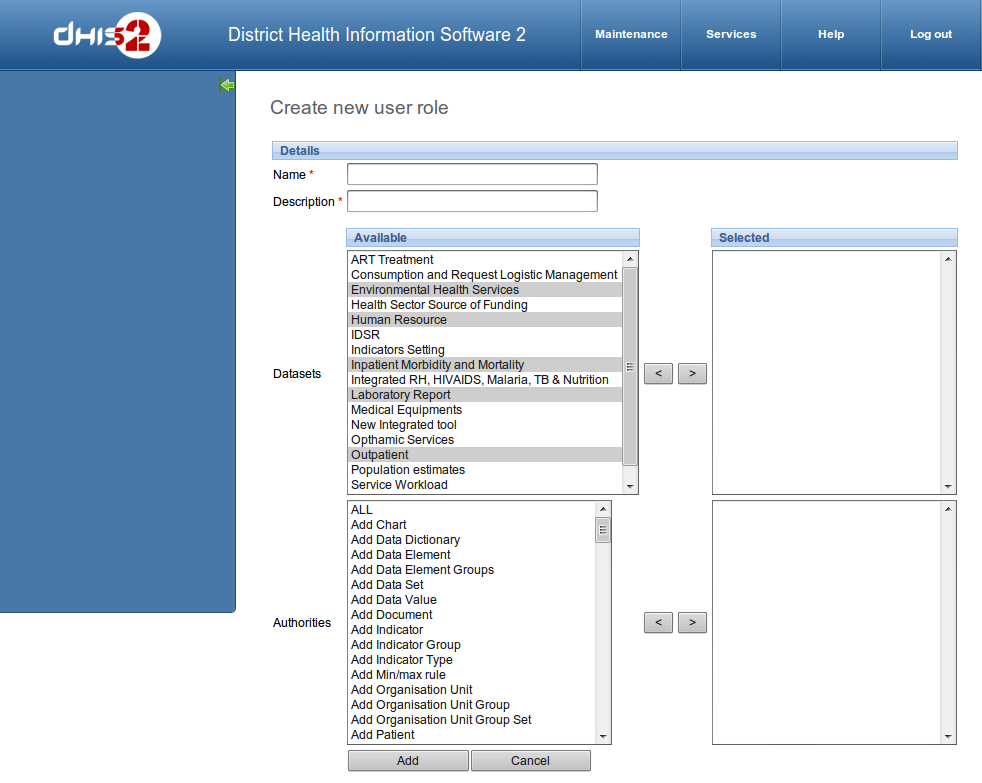 dhis2
District Health Information Software 2
Maintenance
Services
Help
Log out
Create new user role
Details
Name *
Description *
Available
Selected
ART Treatment
Consumption and Request Logistic Management
Environmental Health Services
Health Sector Source of Funding
Human Resource
IDSR
Indicators Setting
Inpatient Morbidity and Mortality
Datasets
< >
Integrated RH, HIVAIDS, Malaria, TB & Nutrition
Laboratory Report
Medical Equipments
New Integrated tool
Opthamic Services
Outpatient
Population estimates
Service Workload
ALL
Add Chart
Add Data Dictionary
Add Data Element
Add Data Element Groups
Add Data Set
Add Data Value
Add Document
Authorities
< >
Add Indicator
Add Indicator Group
Add Indicator Type
Add Min/max rule
Add Organisation Unit
Add Organisation Unit Group
Add Organisation Unit Group Set
Add Patient
Add
Cancel